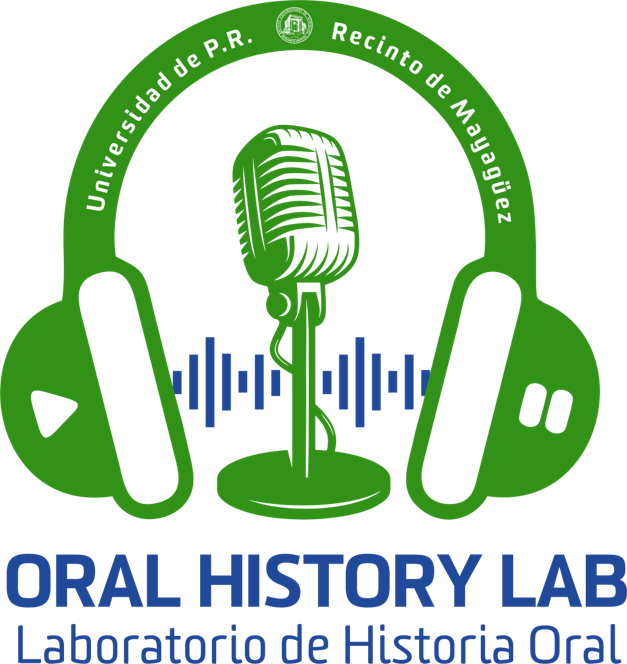 Universidad de P.R.
Recinto de Mayagüez
ORAL HISTORY LAB
Laboratorio de Historia Oral